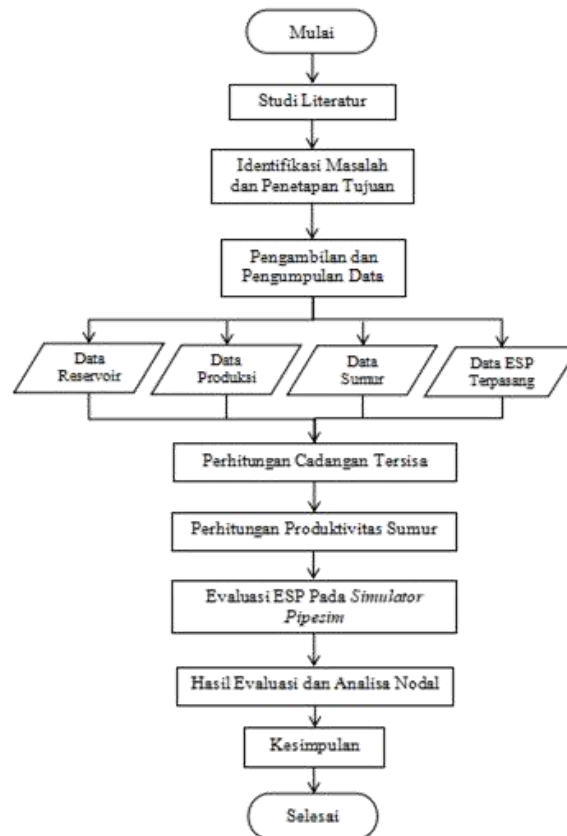 Mulai
Studi Literatur
Identifikasi Masalah
dan Penetapan Tujuan
Pengambilan dan
Pengumpulan Data
Data
Reservoir
Data
Produksi
Data
Sumur
Data ESP
Terpasang
Perhitungan Cadangan Tersisa
Perhitungan Produktivitas Sumur
Evaluasi ESP Pada Simulator
Pipesim
Hasil Evaluasi dan Analisa Nodal
Kesimpulan
Selesai